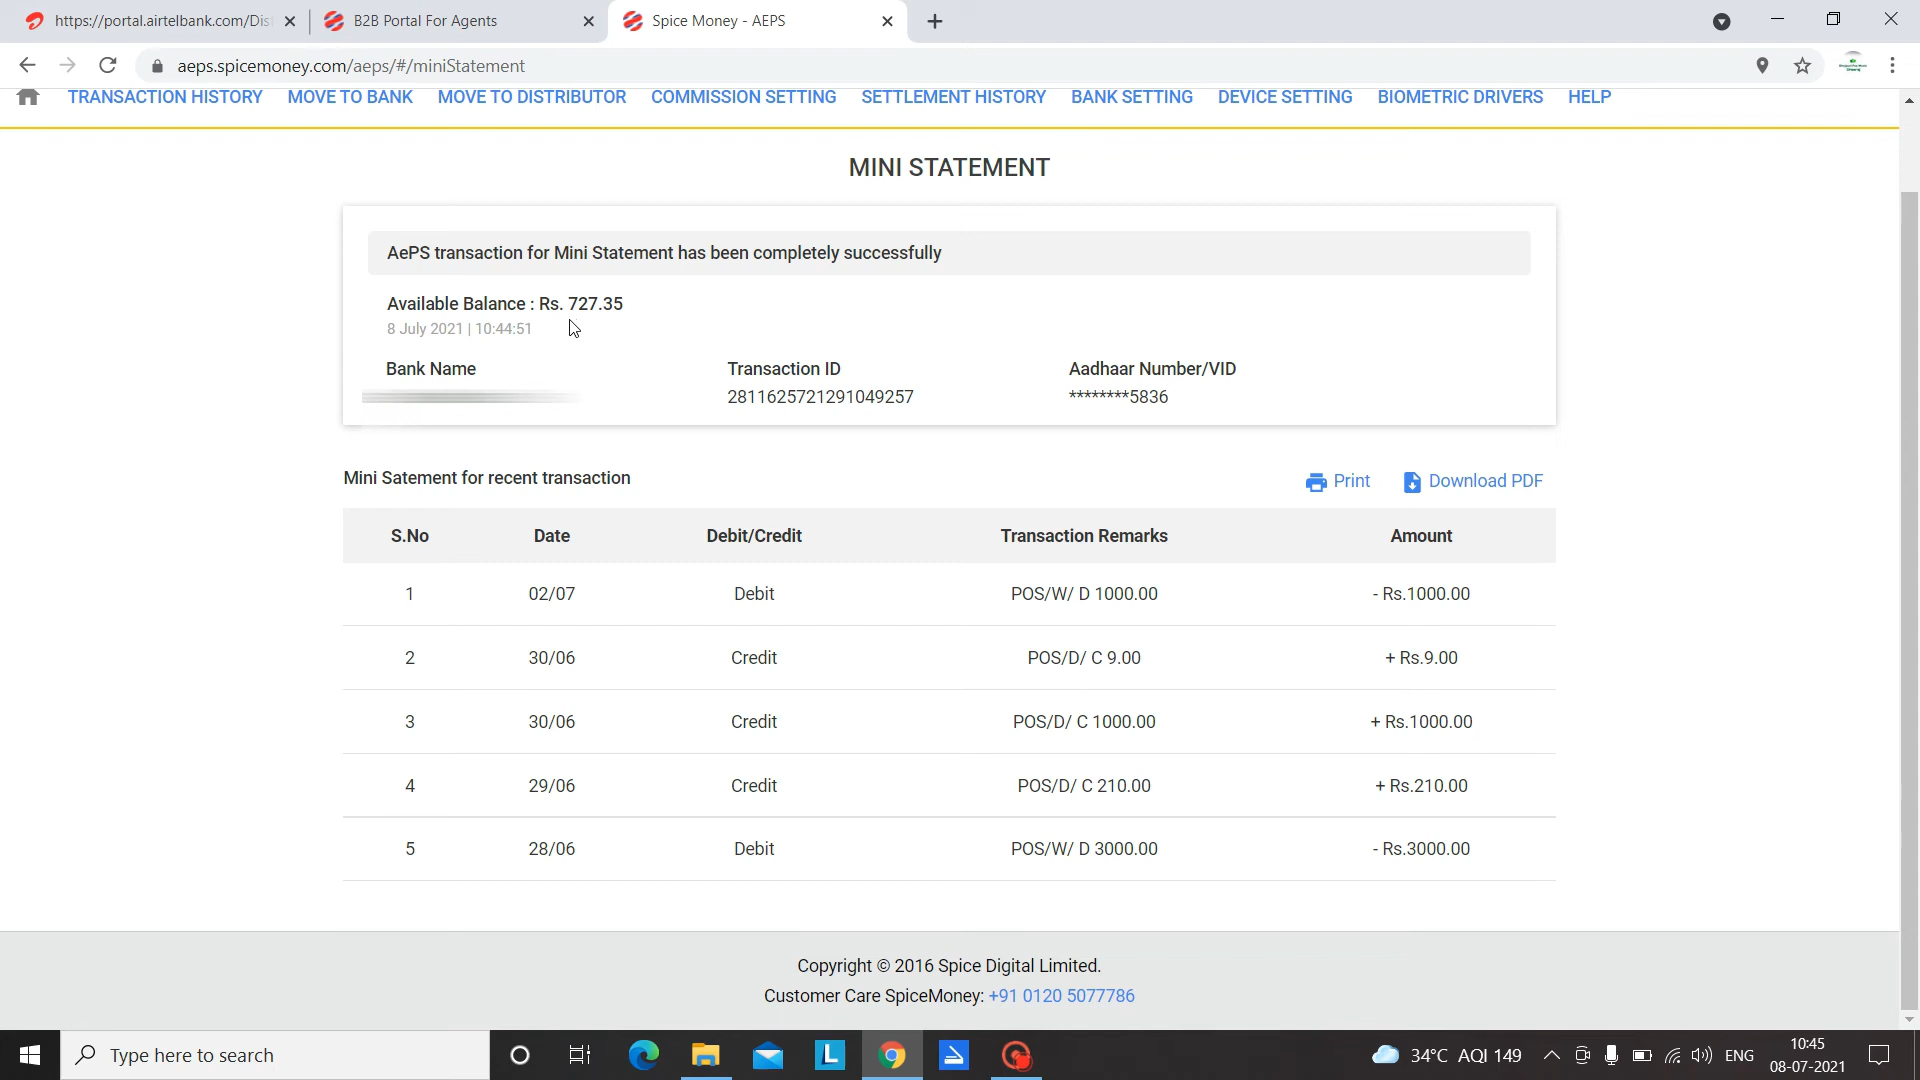 https://portal.airtelbank.com/Dis
B2B Portal For Agents
Spice Money - AEPS
aeps.spicemoney.com/aeps/#/miniStatement
TRANSACTION HISTORY MOVE TO BANK MOVE TO DISTRIBUTOR COMMISSION SETTING SETTLEMENT HISTORY BANK SETTING DEVICE SETTING BIOMETRIC DRIVERS HELP
MINI STATEMENT
AePS transaction for Mini Statement has been completely successfully
Available Balance : Rs. 727.35
8 July 2021 | 10:44:51
Bank Name Transaction ID Aadhaar Number/VID
2811625721291049257 ********5836
Mini Satement for recent transaction Print Download PDF
S.No Date Debit/Credit Transaction Remarks Amount
1 02/07 Debit POS/W/ D 1000.00 - Rs.1000.00
2 30/06 Credit POS/D/ C 9.00 + Rs.9.00
3 30/06 Credit POS/D/ C 1000.00 + Rs.1000.00
4 29/06 Credit POS/D/ C 210.00 + Rs.210.00
5 28/06 Debit POS/W/ D 3000.00 - Rs.3000.00
Copyright © 2016 Spice Digital Limited.
Customer Care SpiceMoney: +91 0120 5077786
Type here to search
L
34°C AQI 149
ENG
10:45
08-07-2021